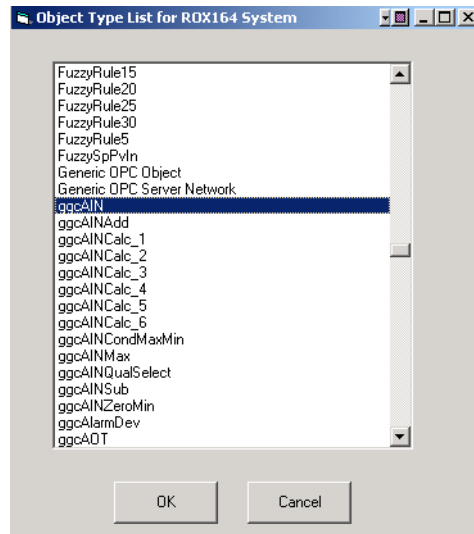 Object Type List for ROX164 System
FuzzyRule15
FuzzyRule20
FuzzyRule25
FuzzyRule30
FuzzyRule5
FuzzySpPvIn
Generic OPC Object
Generic OPC Server Network
ggcAIN
ggcAINAdd
ggcAINCalc_1
ggcAINCalc_2
ggcAINCalc_3
ggcAINCalc_4
ggcAINCalc_5
ggcAINCalc_6
ggcAINCondMaxMin
ggcAINMax
ggcAINQualSelect
ggcAINSub
ggcAINZeroMin
ggcAlarmDev
ggcAOT
OK Cancel